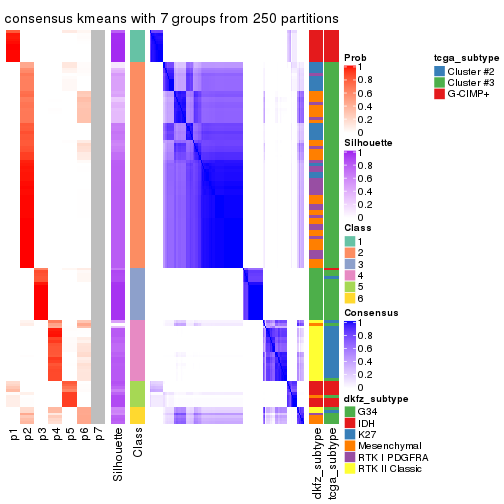 consensus kmeans with 7 groups from 250 partitions
Prob
1
0.8
0.6
0.4
0.2
0
Silhouette
1
0.8
0.6
0.4
0.2
0
Class
1
2
3
4
5
6
Consensus
1
0.8
0.6
0.4
0.2
0
dkfz_subtype
G34
IDH
K27
Mesenchymal
RTK I PDGFRA
RTK II Classic
tcga_subtype
Cluster #2
Cluster #3
G-CIMP+
p1
p2
p3
p4
p5
p6
p7
Silhouette
Class
dkfz_subtype
tcga_subtype